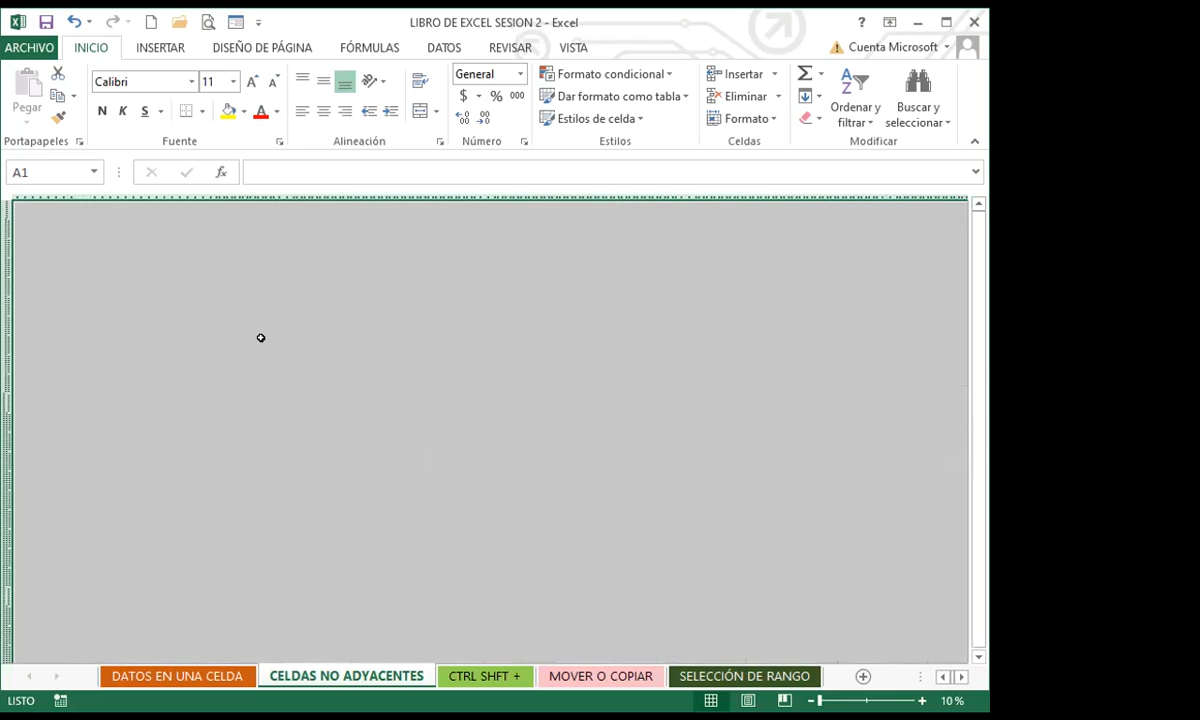 LIBRO DE EXCEL SESION 2 - Excel
ARCHIVO INICIO INSERTAR DISEÑO DE PÁGINA FÓRMULAS DATOS REVISAR VISTA Cuenta Microsoft
Pegar
Calibri 11
N K S A
General
$ % 000
Formato condicional
Dar formato como tabla
Estilos de celda
Insertar
Eliminar
Formato
Ordenar y filtrar
Buscar y seleccionar
Portapapeles Fuente Alineación Número Estilos Celdas Modificar
A1 fx
DATOS EN UNA CELDA CELDAS NO ADYACENTES CTRL SHFT + MOVER O COPIAR SELECCIÓN DE RANGO
LISTO 10 %